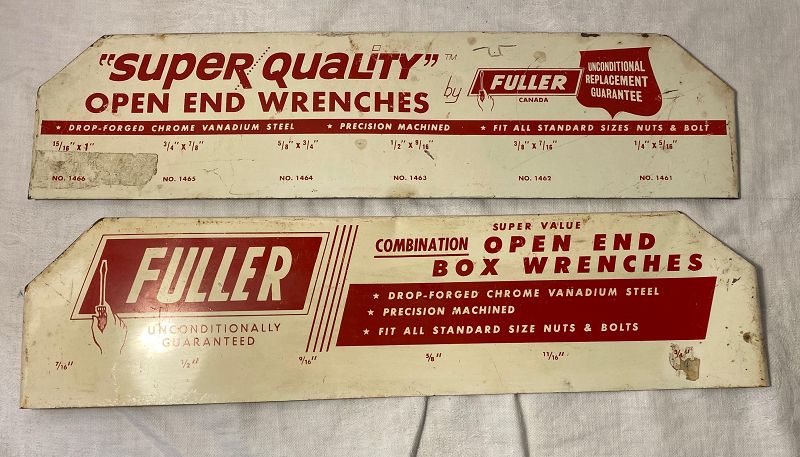 "SUPER QUALITY" ™
OPEN END WRENCHES
by FULLER
CANADA
UNCONDITIONAL
REPLACEMENT
GUARANTEE
★ DROP-FORGED CHROME VANADIUM STEEL ★ PRECISION MACHINED ★ FIT ALL STANDARD SIZES NUTS & BOLT
15/16" x 1" 3/4" x 7/8" 5/8" x 3/4" 1/2" x 9/16" 3/8" x 7/16" 1/4" x 5/16"
NO. 1466 NO. 1465 NO. 1464 NO. 1463 NO. 1462 NO. 1461
FULLER
UNCONDITIONALLY
GUARANTEED
SUPER VALUE
COMBINATION OPEN END
BOX WRENCHES
★ DROP-FORGED CHROME VANADIUM STEEL
★ PRECISION MACHINED
★ FIT ALL STANDARD SIZE NUTS & BOLTS
7/16" 1/2" 9/16" 5/8" 11/16" 3/4"